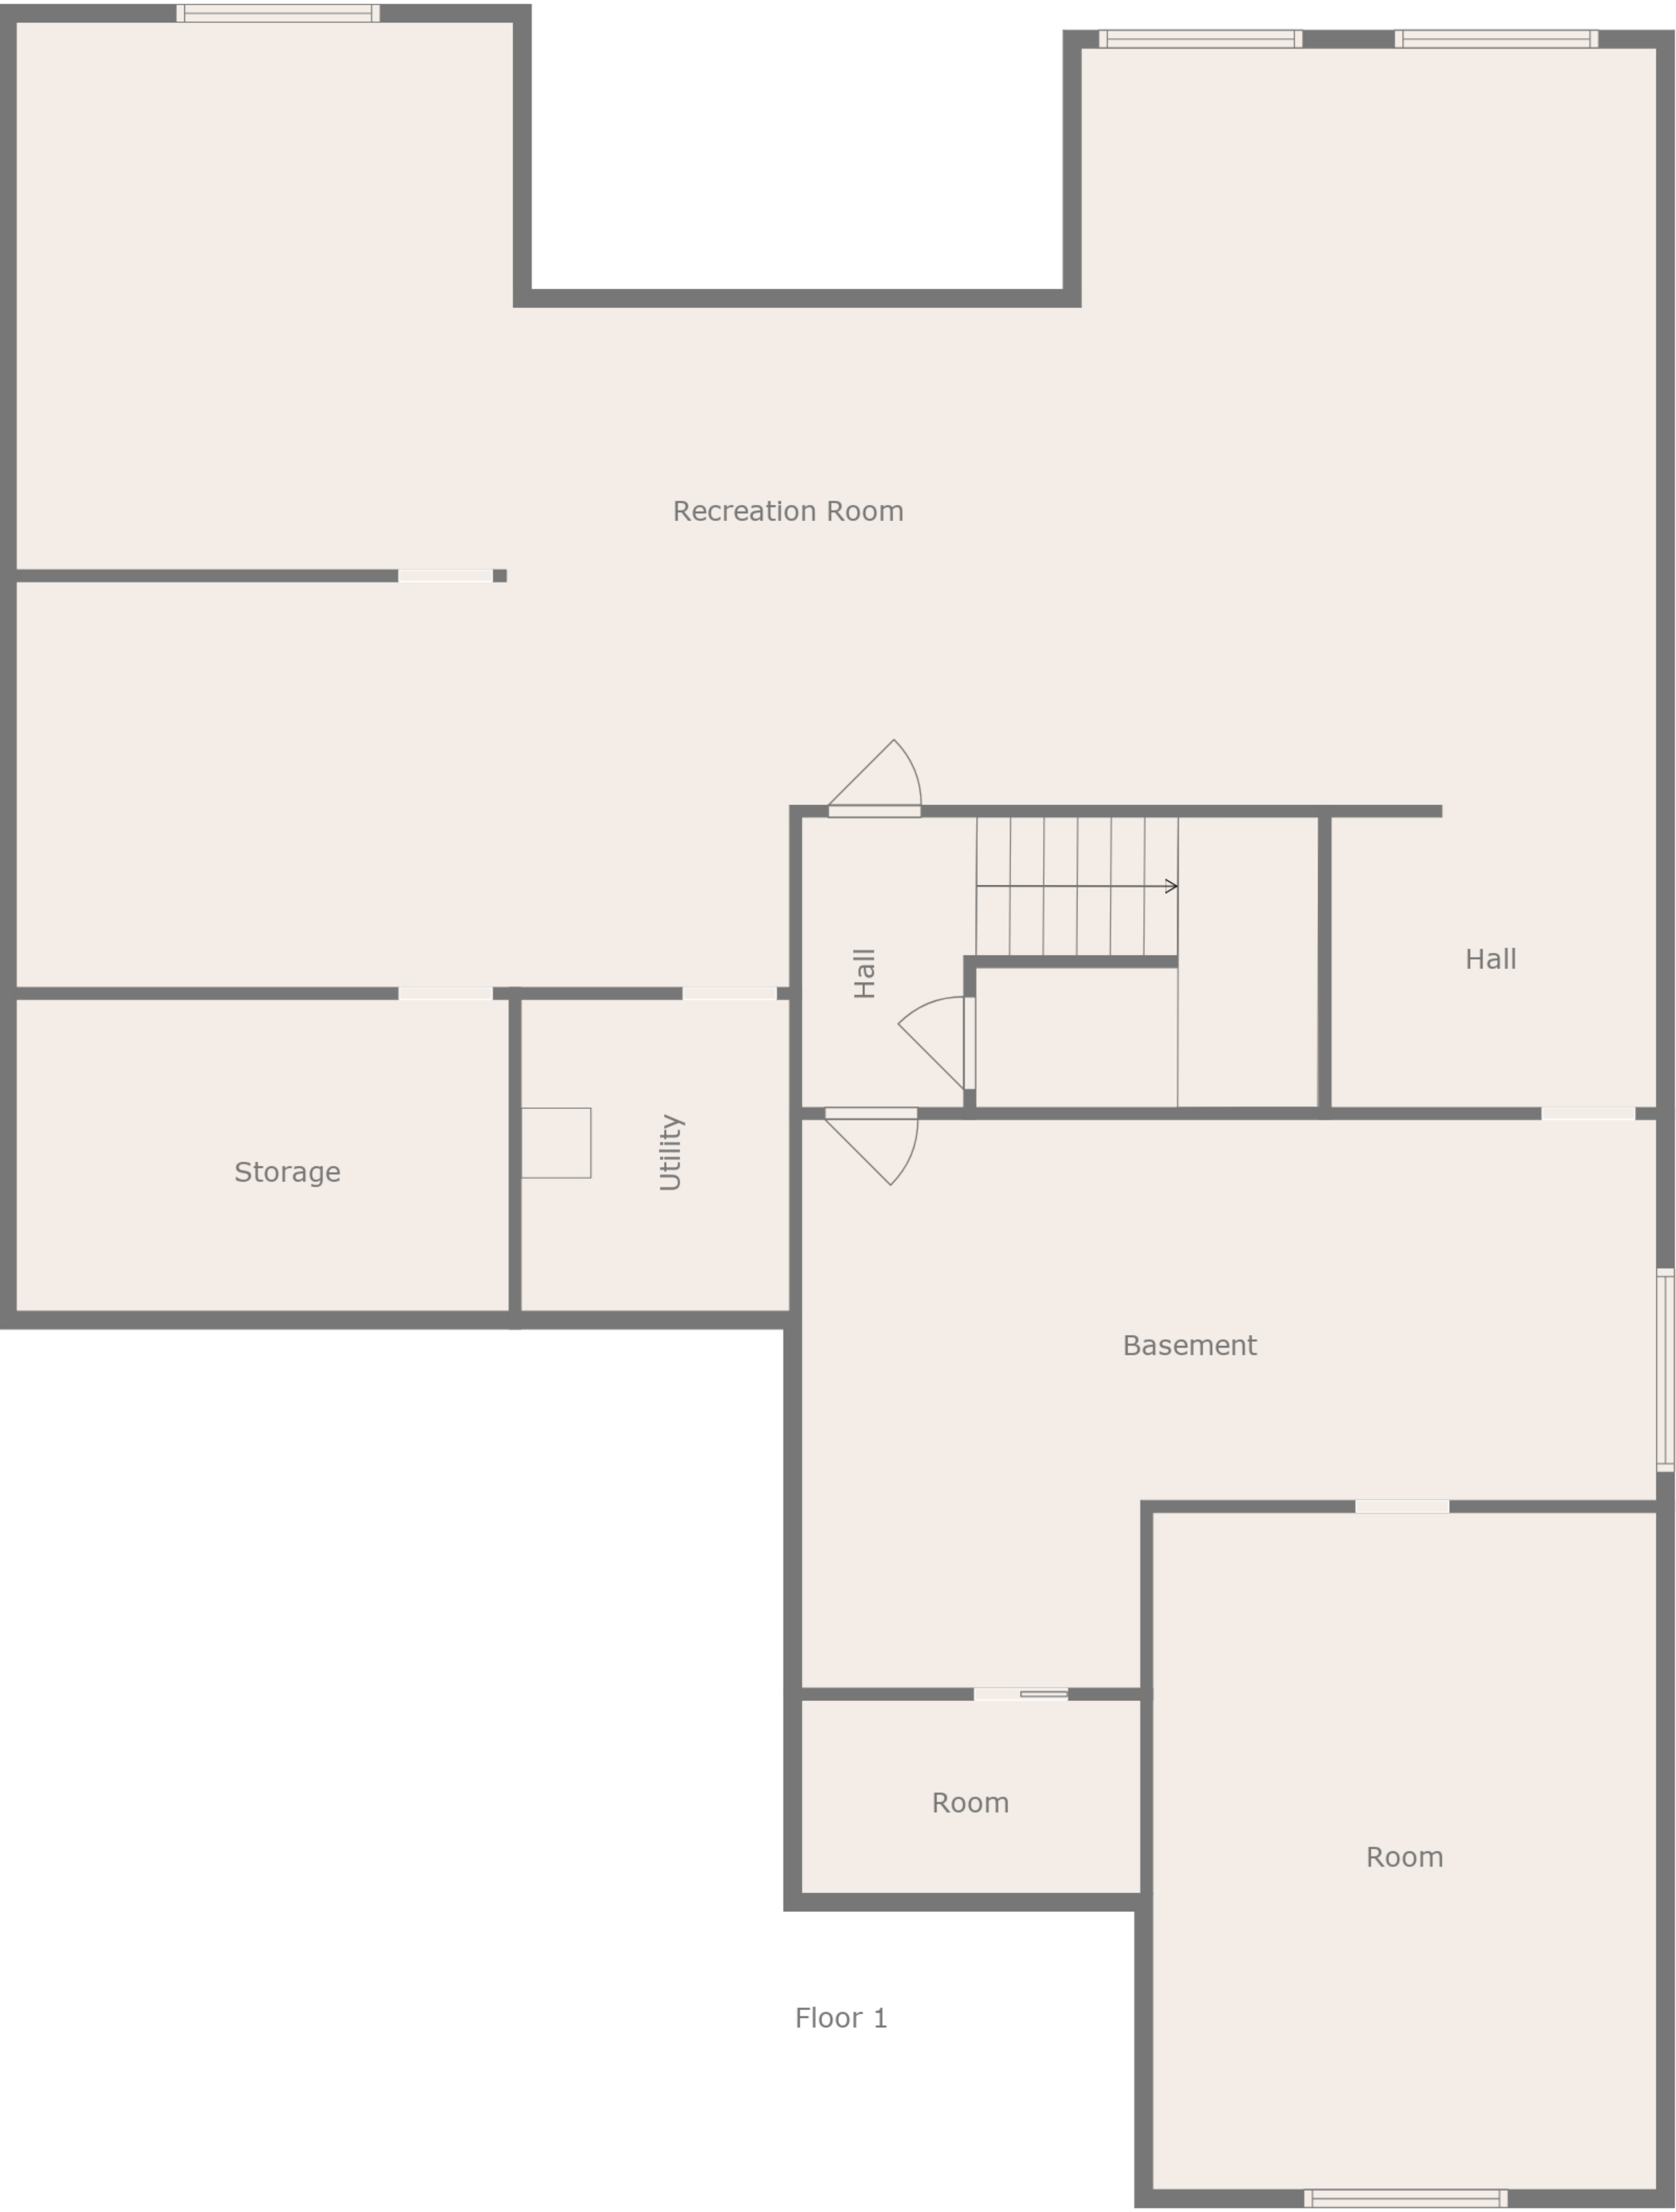 Recreation Room
Hall
Hall
Storage
Utility
Basement
Room
Room
Floor 1